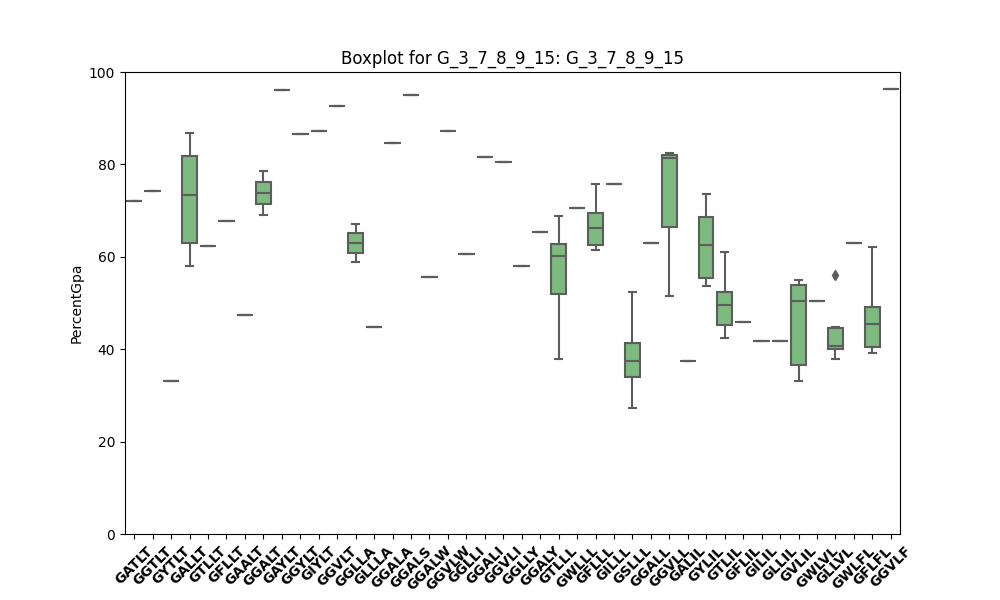 Boxplot for G_3_7_8_9_15: G_3_7_8_9_15
PercentGpa
100
80
60
40
20
0
GATLT
GGTLT
GYTLT
GALLT
GTLLT
GFLLT
GAALT
GGALT
GAYLT
GGYLT
GIYLT
GGVLT
GGLLA
GLLLA
GGALA
GGALS
GGALW
GGVLW
GGLLI
GGALI
GGVLI
GGLLY
GGALY
GTLLL
GWLLL
GFLLL
GILLL
GSLLL
GGALL
GGVLL
GALIL
GYLIL
GTLIL
GFLIL
GILIL
GLLIL
GVLIL
GWLVL
GLLVL
GWLFL
GFLFL
GGVLF